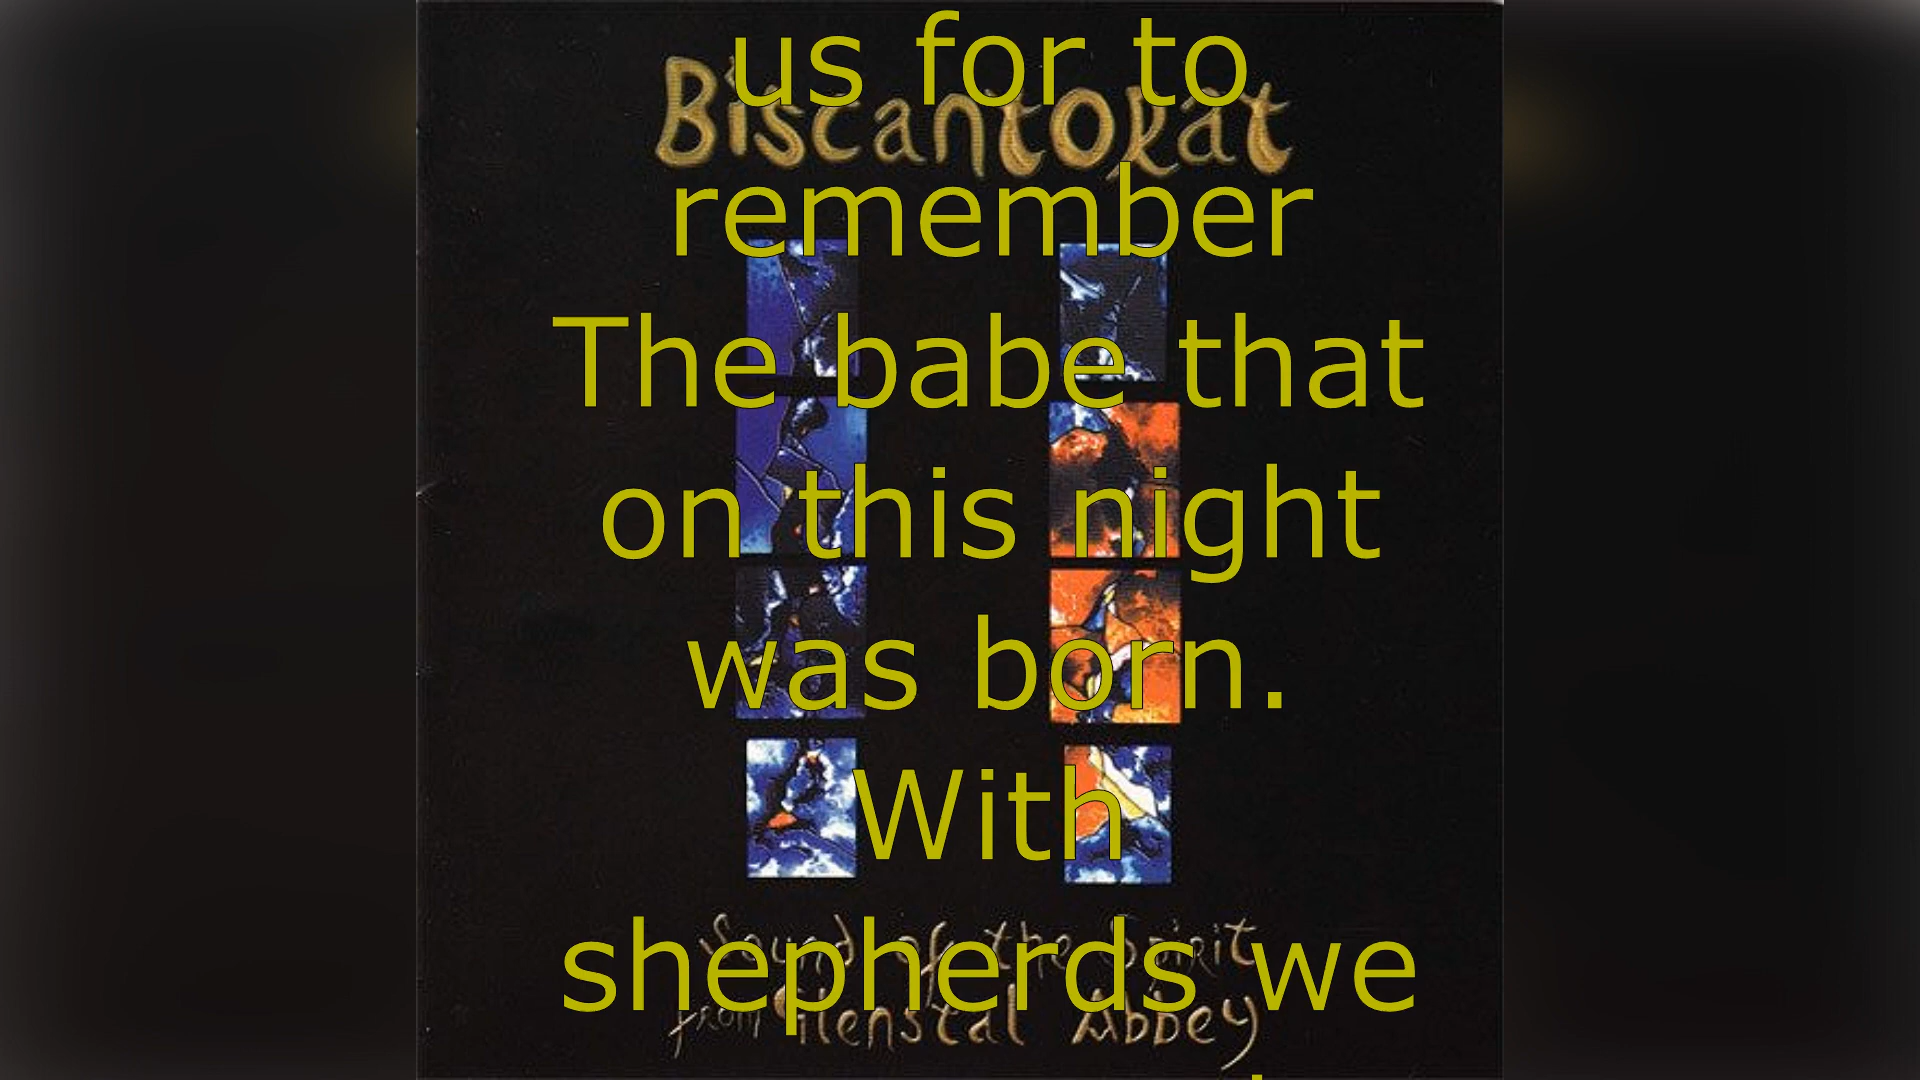 us for to
Biscantorat
remember
The babe that
on this night
was born.
With
Sound of the Spirit
shepherds we
from Glenstal Abbey